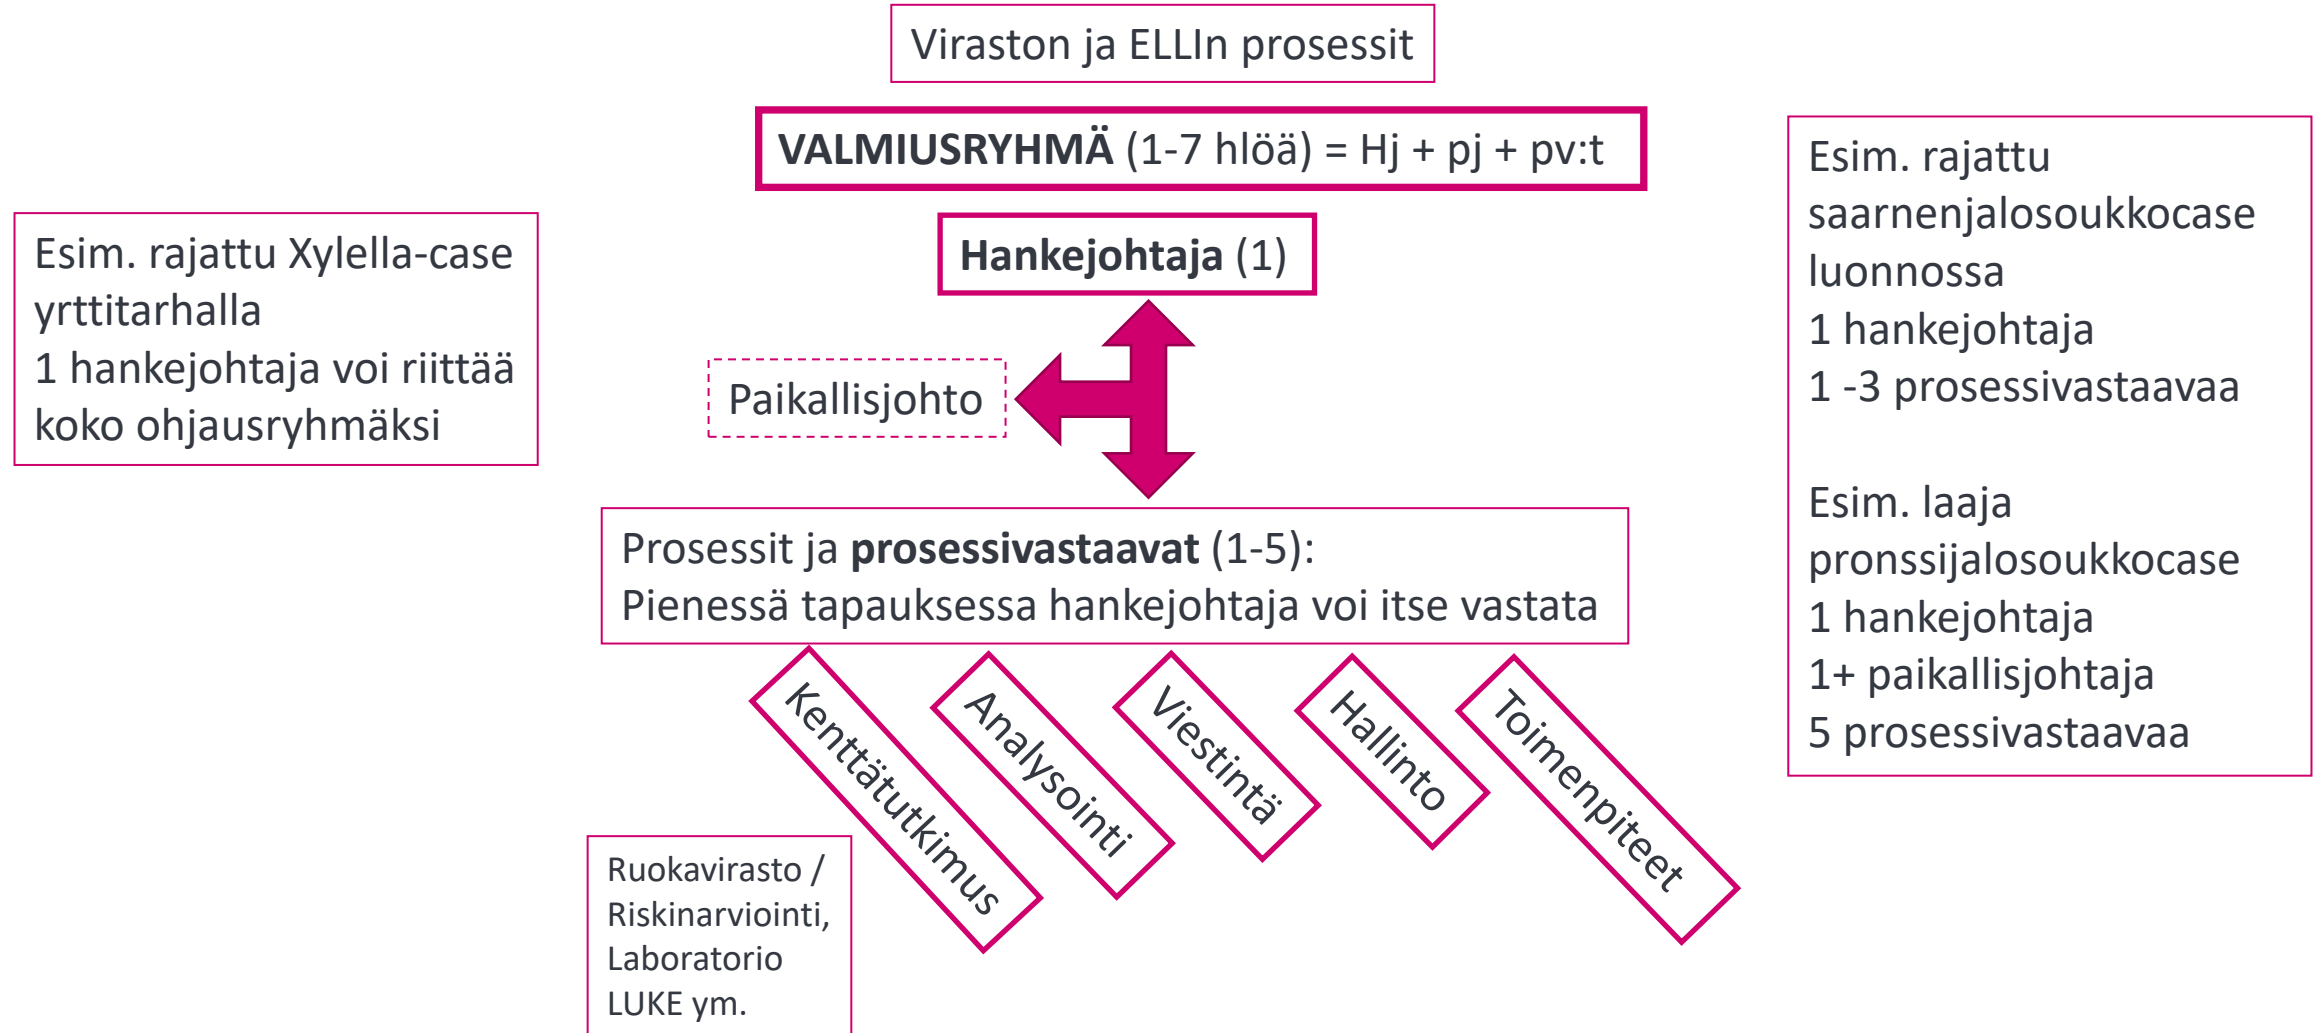 Viraston ja ELLIn prosessit
VALMIUSRYHMÄ (1-7 hlöä) = Hj + pj + pv:t
Hankejohtaja (1)
Paikallisjohto
Esim. rajattu Xylella-case
yrttitarhalla
1 hankejohtaja voi riittää
koko ohjausryhmäksi
Esim. rajattu
saarnenjalosoukkocase
luonnossa
1 hankejohtaja
1 -3 prosessivastaavaa
Esim. laaja
pronssijalosoukkocase
1 hankejohtaja
1+ paikallisjohtaja
5 prosessivastaavaa
Prosessit ja prosessivastaavat (1-5):
Pienessä tapauksessa hankejohtaja voi itse vastata
Kenttätutkimus
Analysointi
Viestintä
Hallinto
Toimenpiteet
Ruokavirasto /
Riskinarviointi,
Laboratorio
LUKE ym.